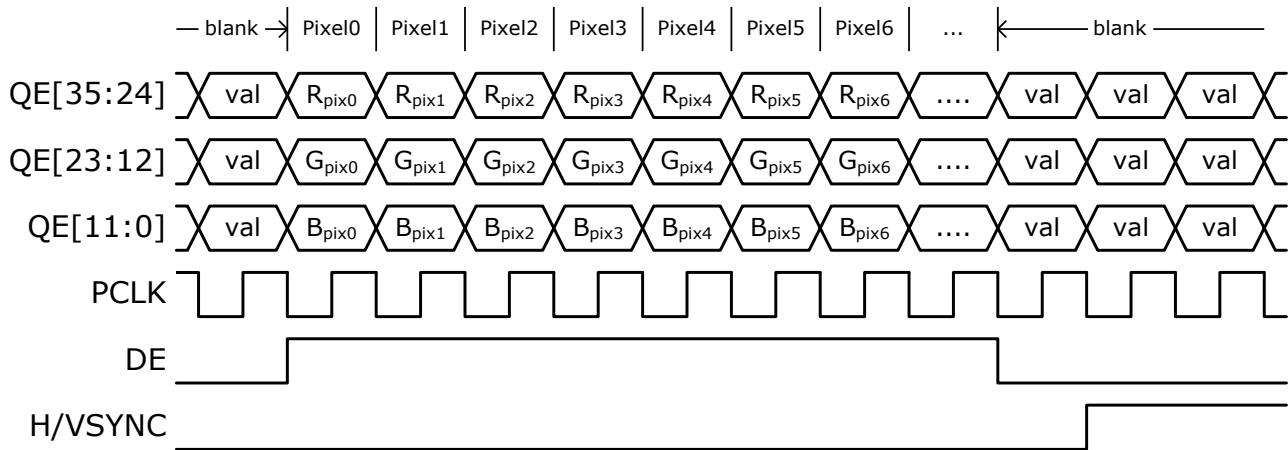 blank Pixel0 Pixel1 Pixel2 Pixel3 Pixel4 Pixel5 Pixel6 ... blank
QE[35:24] val Rpix0 Rpix1 Rpix2 Rpix3 Rpix4 Rpix5 Rpix6 .... val val val
QE[23:12] val Gpix0 Gpix1 Gpix2 Gpix3 Gpix4 Gpix5 Gpix6 .... val val val
QE[11:0] val Bpix0 Bpix1 Bpix2 Bpix3 Bpix4 Bpix5 Bpix6 .... val val val
PCLK
DE
H/VSYNC